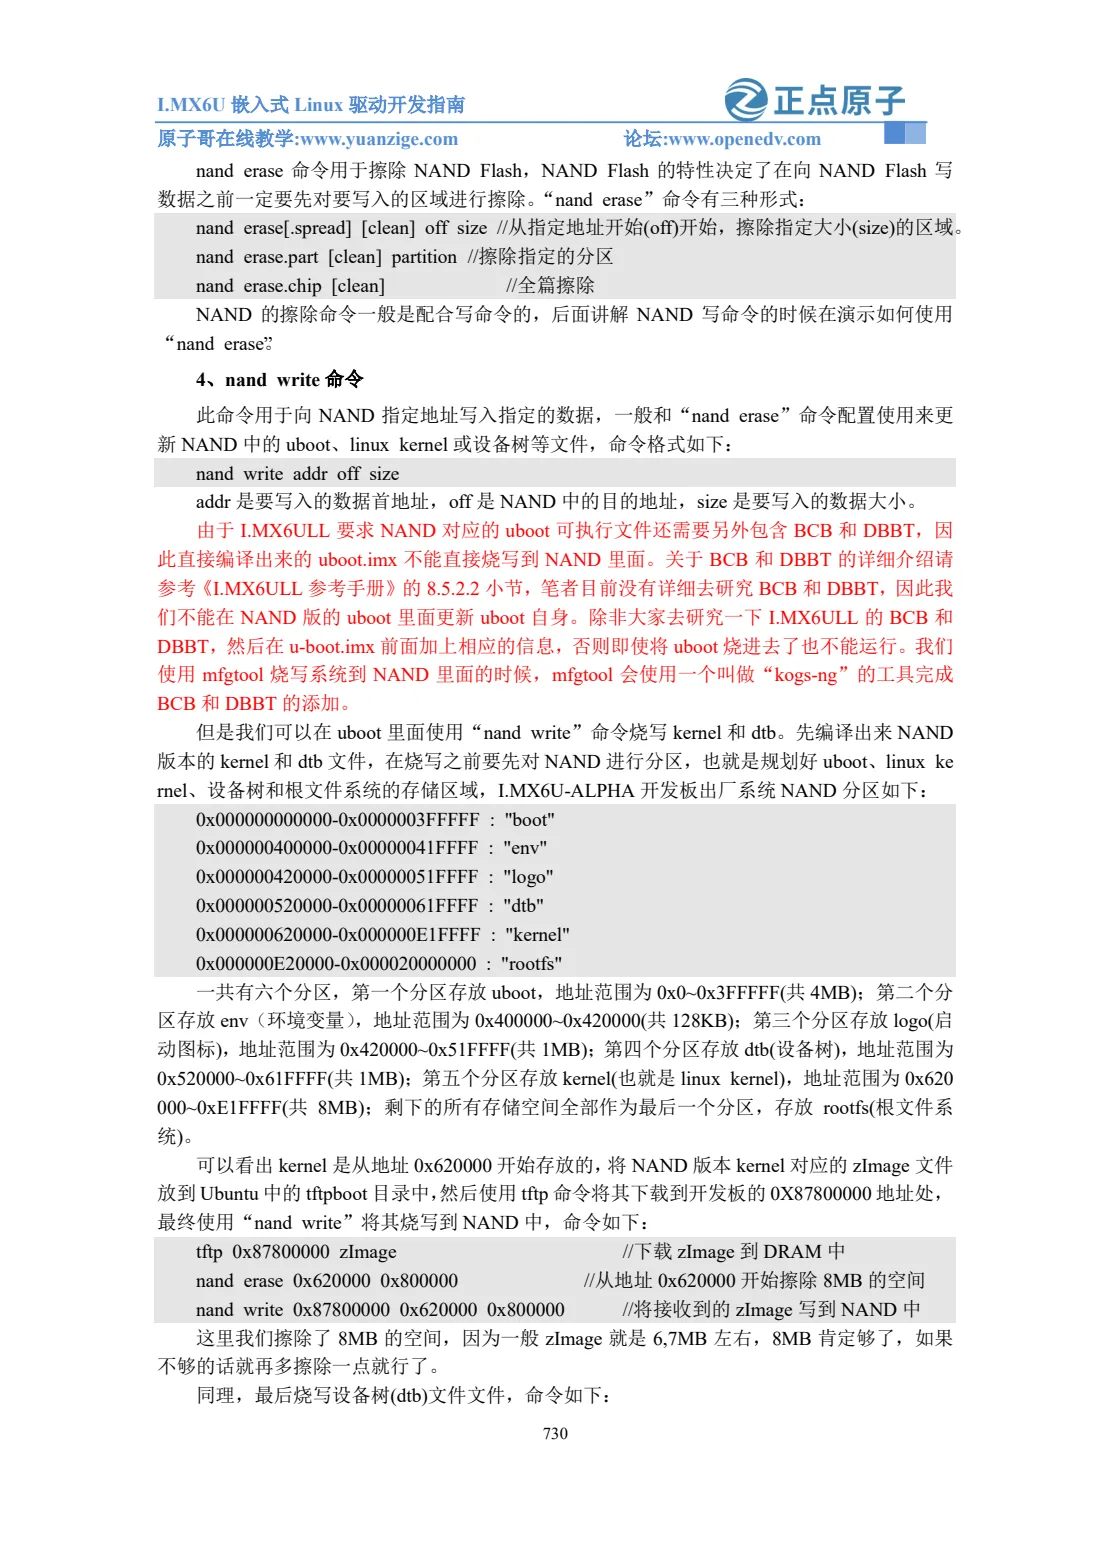 I.MX6U 嵌入式 Linux 驱动开发指南
正点原子
原子哥在线教学:www.yuanzige.com 论坛:www.openedv.com
nand erase 命令用于擦除 NAND Flash，NAND Flash 的特性决定了在向 NAND Flash 写
数据之前一定要先对要写入的区域进行擦除。“nand erase”命令有三种形式：
nand erase[.spread] [clean] off size //从指定地址开始(off)开始，擦除指定大小(size)的区域。
nand erase.part [clean] partition //擦除指定的分区
nand erase.chip [clean] //全篇擦除
NAND 的擦除命令一般是配合写命令的，后面讲解 NAND 写命令的时候在演示如何使用
“nand erase”。
4、nand write 命令
此命令用于向 NAND 指定地址写入指定的数据，一般和“nand erase”命令配置使用来更
新 NAND 中的 uboot、linux kernel 或设备树等文件，命令格式如下：
nand write addr off size
addr 是要写入的数据首地址，off 是 NAND 中的目的地址，size 是要写入的数据大小。
由于 I.MX6ULL 要求 NAND 对应的 uboot 可执行文件还需要另外包含 BCB 和 DBBT，因
此直接编译出来的 uboot.imx 不能直接烧写到 NAND 里面。关于 BCB 和 DBBT 的详细介绍请
参考《I.MX6ULL 参考手册》的 8.5.2.2 小节，笔者目前没有详细去研究 BCB 和 DBBT，因此我
们不能在 NAND 版的 uboot 里面更新 uboot 自身。除非大家去研究一下 I.MX6ULL 的 BCB 和
DBBT，然后在 u-boot.imx 前面加上相应的信息，否则即使将 uboot 烧进去了也不能运行。我们
使用 mfgtool 烧写系统到 NAND 里面的时候，mfgtool 会使用一个叫做“kogs-ng”的工具完成
BCB 和 DBBT 的添加。
但是我们可以在 uboot 里面使用“nand write”命令烧写 kernel 和 dtb。先编译出来 NAND
版本的 kernel 和 dtb 文件，在烧写之前要先对 NAND 进行分区，也就是规划好 uboot、linux ke
rnel、设备树和根文件系统的存储区域，I.MX6U-ALPHA 开发板出厂系统 NAND 分区如下：
0x000000000000-0x0000003FFFFF : "boot"
0x000000400000-0x00000041FFFF : "env"
0x000000420000-0x00000051FFFF : "logo"
0x000000520000-0x00000061FFFF : "dtb"
0x000000620000-0x000000E1FFFF : "kernel"
0x000000E20000-0x000020000000 : "rootfs"
一共有六个分区，第一个分区存放 uboot，地址范围为 0x0~0x3FFFFF(共 4MB)；第二个分
区存放 env（环境变量），地址范围为 0x400000~0x420000(共 128KB)；第三个分区存放 logo(启
动图标)，地址范围为 0x420000~0x51FFFF(共 1MB)；第四个分区存放 dtb(设备树)，地址范围为
0x520000~0x61FFFF(共 1MB)；第五个分区存放 kernel(也就是 linux kernel)，地址范围为 0x620
000~0xE1FFFF(共 8MB)；剩下的所有存储空间全部作为最后一个分区，存放 rootfs(根文件系
统)。
可以看出 kernel 是从地址 0x620000 开始存放的，将 NAND 版本 kernel 对应的 zImage 文件
放到 Ubuntu 中的 tftpboot 目录中，然后使用 tftp 命令将其下载到开发板的 0X87800000 地址处，
最终使用“nand write”将其烧写到 NAND 中，命令如下：
tftp 0x87800000 zImage //下载 zImage 到 DRAM 中
nand erase 0x620000 0x800000 //从地址 0x620000 开始擦除 8MB 的空间
nand write 0x87800000 0x620000 0x800000 //将接收到的 zImage 写到 NAND 中
这里我们擦除了 8MB 的空间，因为一般 zImage 就是 6,7MB 左右，8MB 肯定够了，如果
不够的话就再多擦除一点就行了。
同理，最后烧写设备树(dtb)文件文件，命令如下：
730